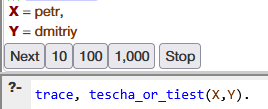 X = petr,
Y = dmitriy
Next 10 100 1,000 Stop
?- trace, tescha_or_tiest(X,Y).